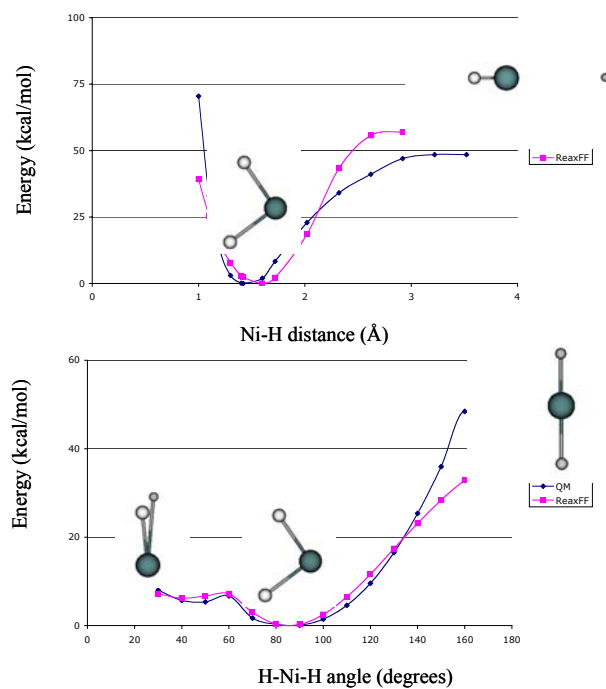 100
75
50
25
0
Energy (kcal/mol)
0 1 2 3 4
Ni-H distance (Å)
ReaxFF
60
40
20
0
Energy (kcal/mol)
0 20 40 60 80 100 120 140 160 180
H-Ni-H angle (degrees)
QM
ReaxFF